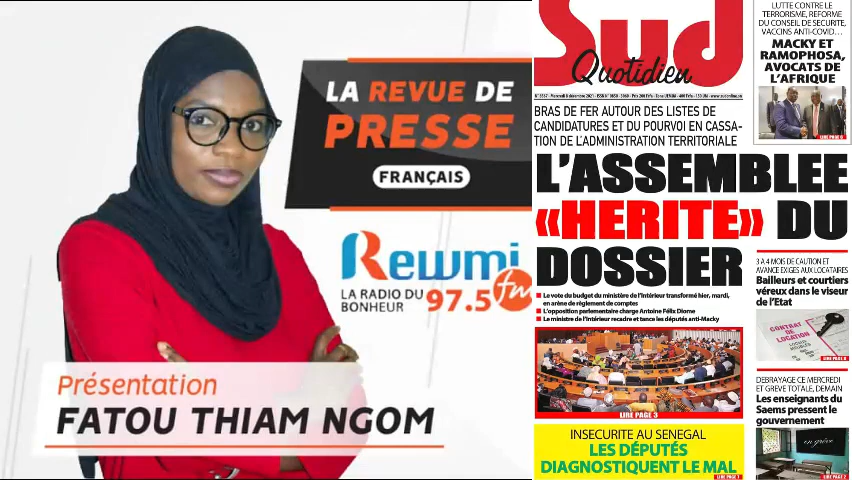 LA REVUE DE
PRESSE
FRANÇAIS
Rewmi
fm
LA RADIO DU
BONHEUR
97.5
Présentation
FATOU THIAM NGOM
Sud
Quotidien
LUTTE CONTRE LE
TERRORISME, REFORME
DU CONSEIL DE SECURITE,
VACCINS ANTI-COVID...
MACKY ET
RAMOPHOSA,
AVOCATS DE
L'AFRIQUE
LIRE PAGE 6
BRAS DE FER AUTOUR DES LISTES DE
CANDIDATURES ET DU POURVOI EN CASSA-
TION DE L'ADMINISTRATION TERRITORIALE
L'ASSEMBLEE
«HERITE» DU
DOSSIER
Le vote du budget du ministère de l'Intérieur transformé hier, mardi,
en arène de règlement de comptes
L'opposition parlementaire charge Antoine Félix Diome
Le ministre de l'Intérieur recadre et tance les députés anti-Macky
LIRE PAGE 3
INSECURITE AU SENEGAL
LES DÉPUTÉS
DIAGNOSTIQUENT LE MAL
3 A 4 MOIS DE CAUTION ET
AVANCE EXIGES AUX LOCATAIRES
Bailleurs et courtiers
véreux dans le viseur
de l'Etat
CONTRAT DE
LOCATION
DEBRAYAGE CE MERCREDI
ET GREVE TOTALE, DEMAIN
Les enseignants du
Saems pressent le
gouvernement
en grève
LIRE PAGE 2